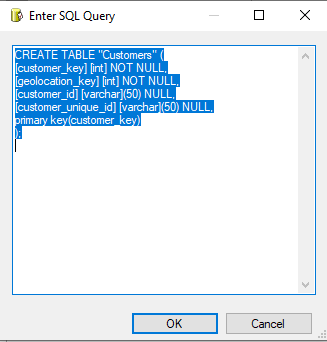 Enter SQL Query
CREATE TABLE "Customers" (
[customer_key] [int] NOT NULL,
[geolocation_key] [int] NOT NULL,
[customer_id] [varchar](50) NULL,
[customer_unique_id] [varchar](50) NULL,
primary key(customer_key)
);
OK
Cancel